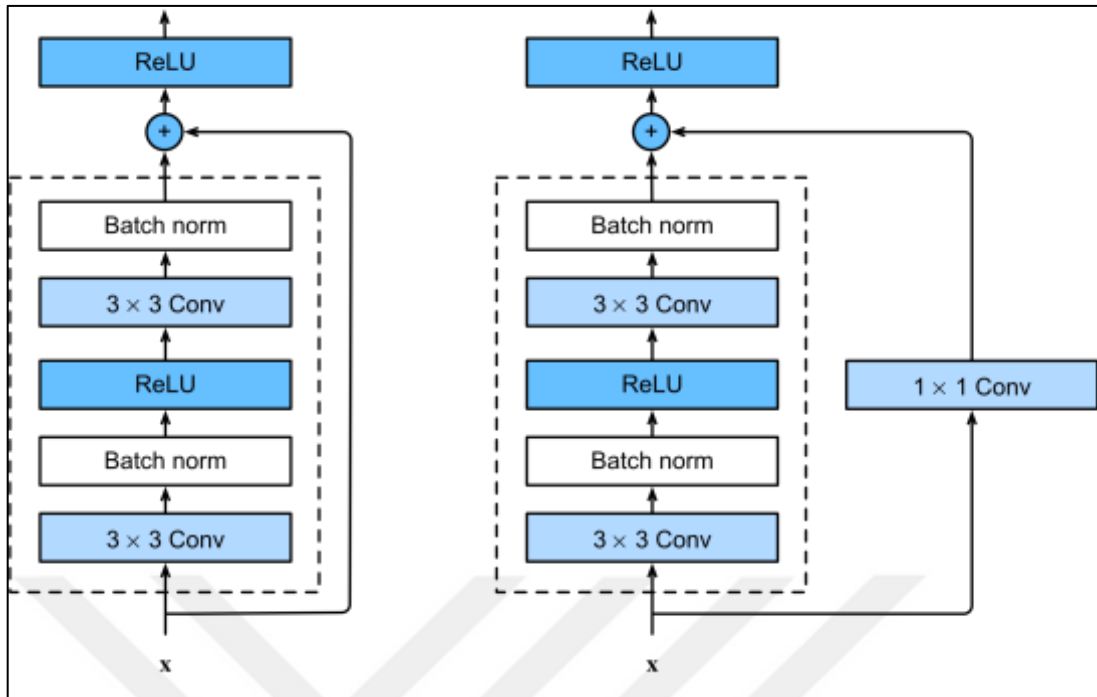 ReLU
+
Batch norm
3 × 3 Conv
ReLU
Batch norm
3 × 3 Conv
x
ReLU
+
Batch norm
3 × 3 Conv
ReLU
1 × 1 Conv
Batch norm
3 × 3 Conv
x